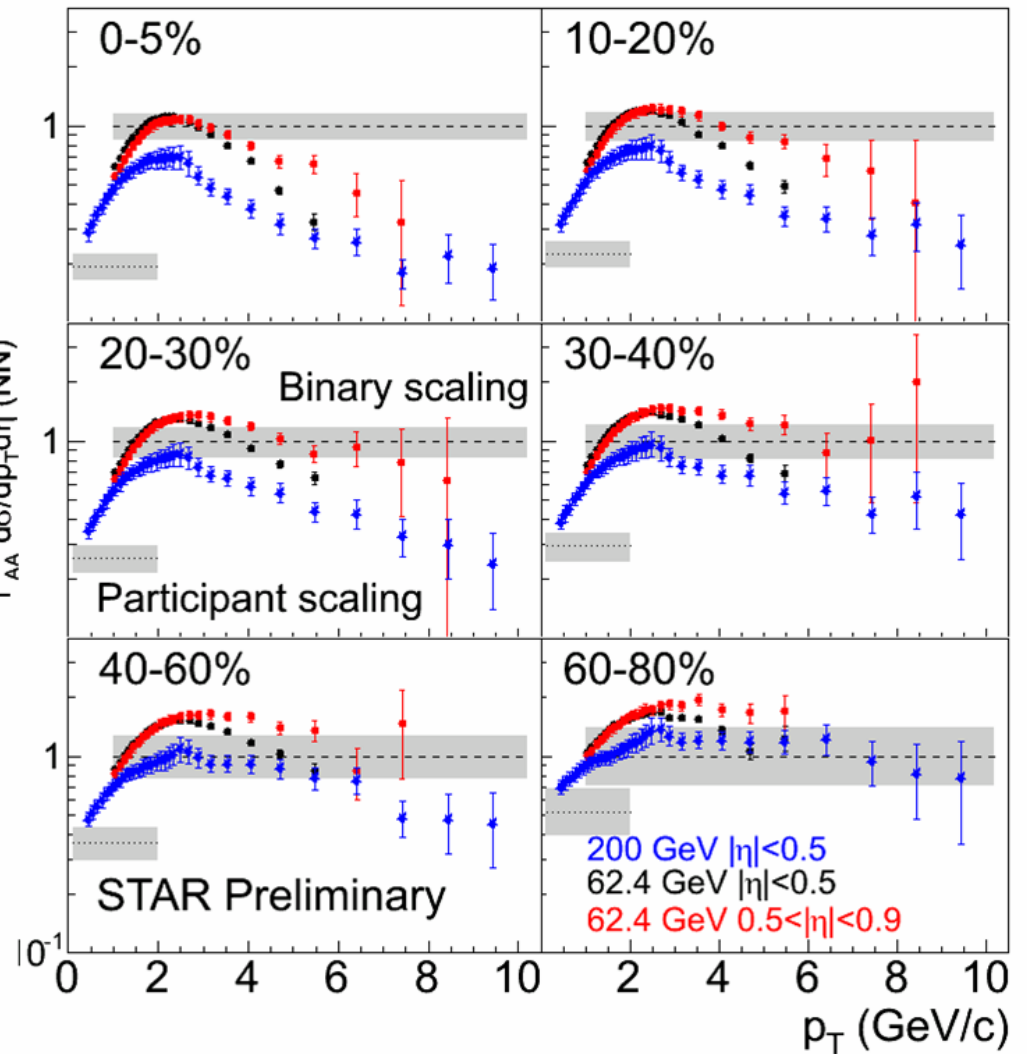 0-5%
10-20%
1
20-30%
30-40%
Binary scaling
1
Participant scaling
40-60%
60-80%
1
200 GeV |η|<0.5
62.4 GeV |η|<0.5
62.4 GeV 0.5<|η|<0.9
STAR Preliminary
0 2 4 6 8 10 2 4 6 8 10
p_T (GeV/c)